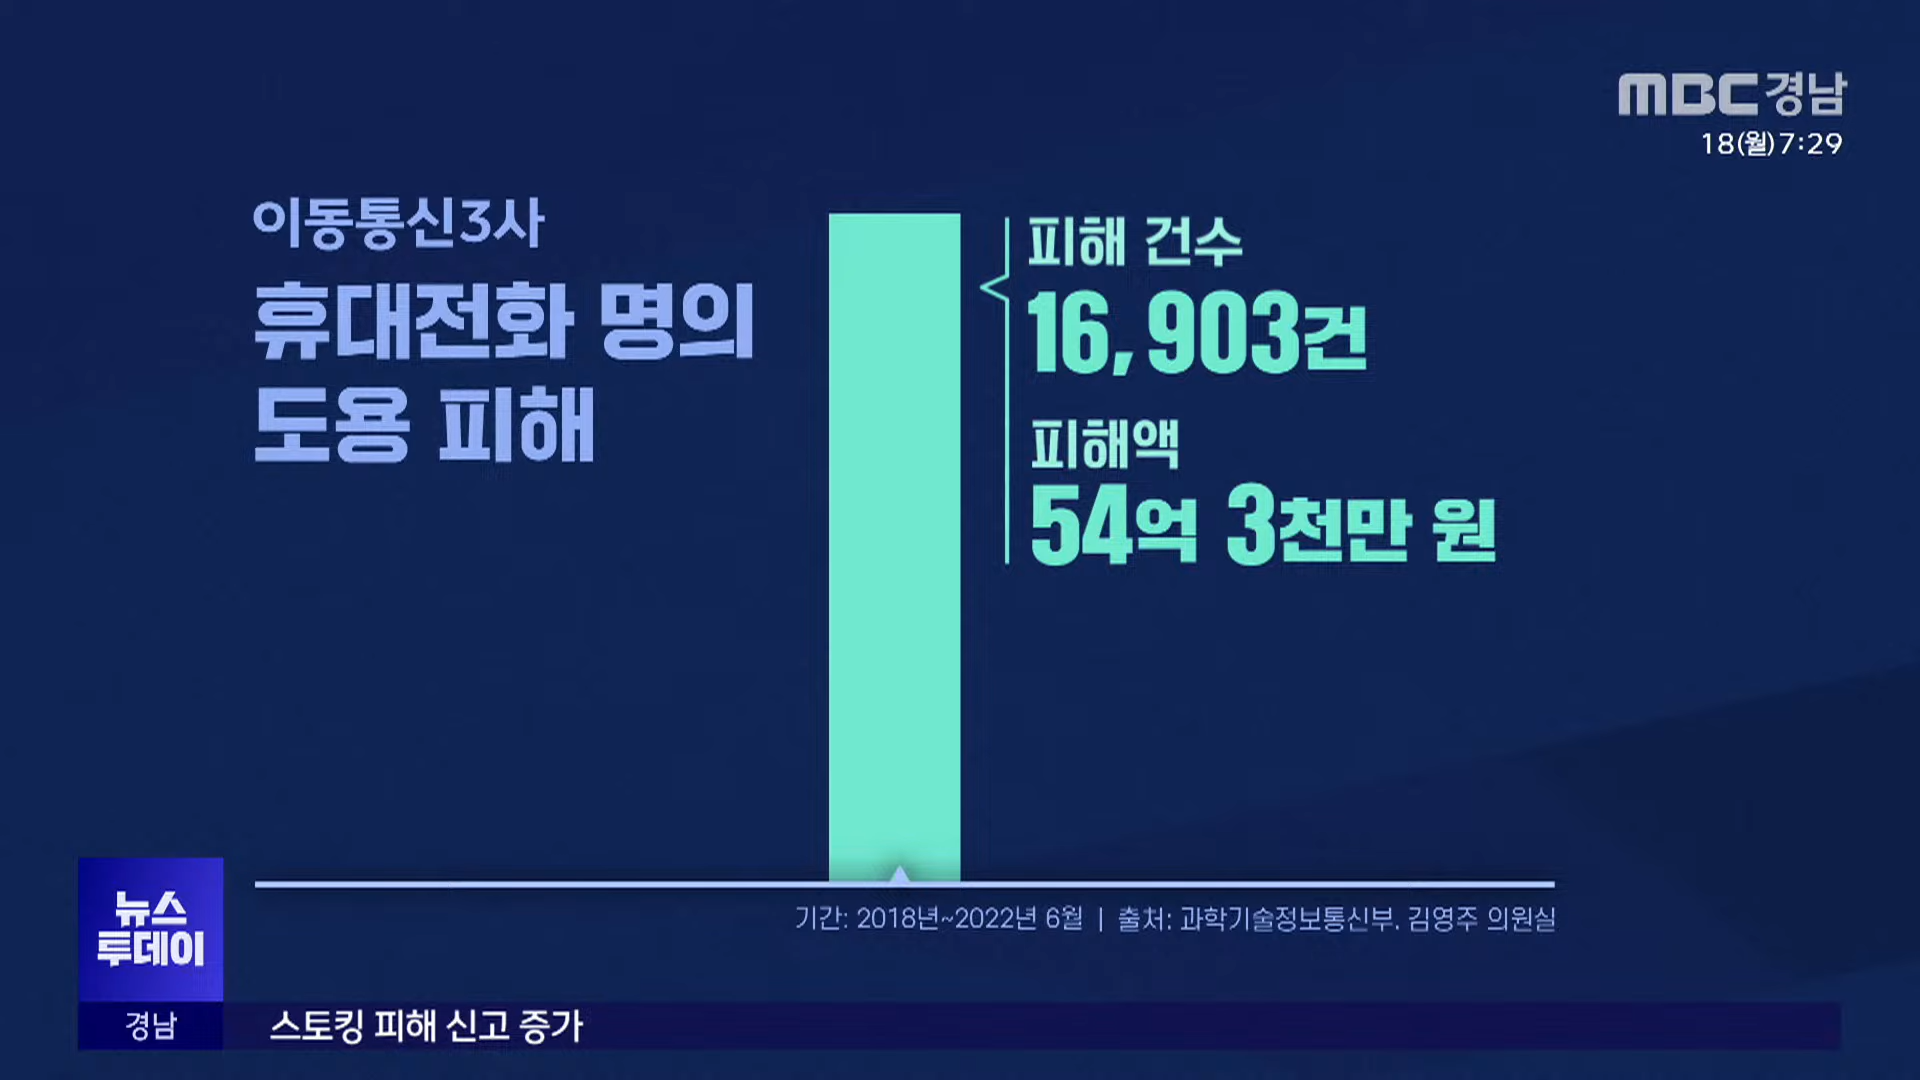 MBC경남
18(월)7:29
이동통신3사
휴대전화 명의
도용 피해
피해 건수
16,903건
피해액
54억 3천만 원
기간: 2018년~2022년 6월 | 출처: 과학기술정보통신부. 김영주 의원실
뉴스
투데이
경남
스토킹 피해 신고 증가